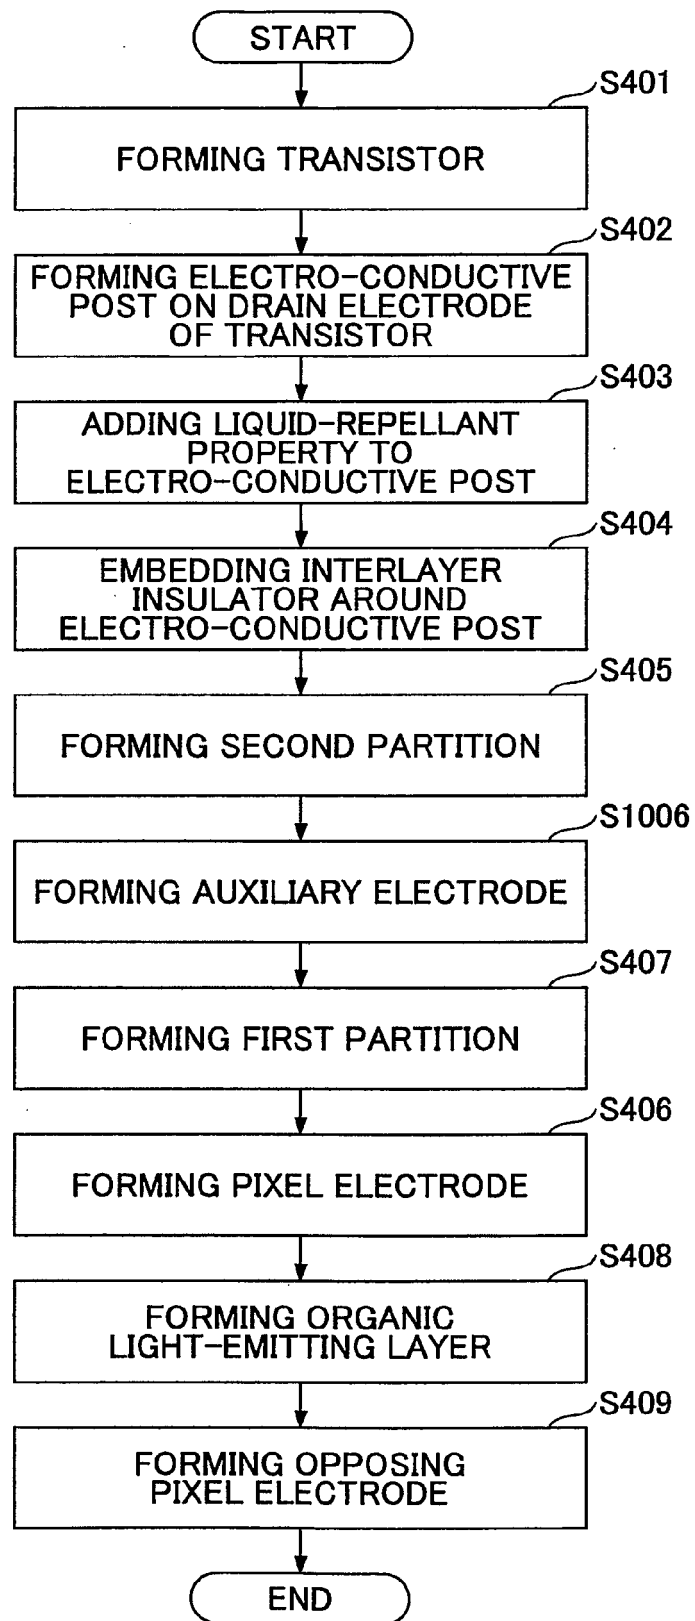 START
S401
FORMING TRANSISTOR
S402
FORMING ELECTRO-CONDUCTIVE
POST ON DRAIN ELECTRODE
OF TRANSISTOR
S403
ADDING LIQUID-REPELLANT
PROPERTY TO
ELECTRO-CONDUCTIVE POST
S404
EMBEDDING INTERLAYER
INSULATOR AROUND
ELECTRO-CONDUCTIVE POST
S405
FORMING SECOND PARTITION
S1006
FORMING AUXILIARY ELECTRODE
S407
FORMING FIRST PARTITION
S406
FORMING PIXEL ELECTRODE
S408
FORMING ORGANIC
LIGHT-EMITTING LAYER
S409
FORMING OPPOSING
PIXEL ELECTRODE
END